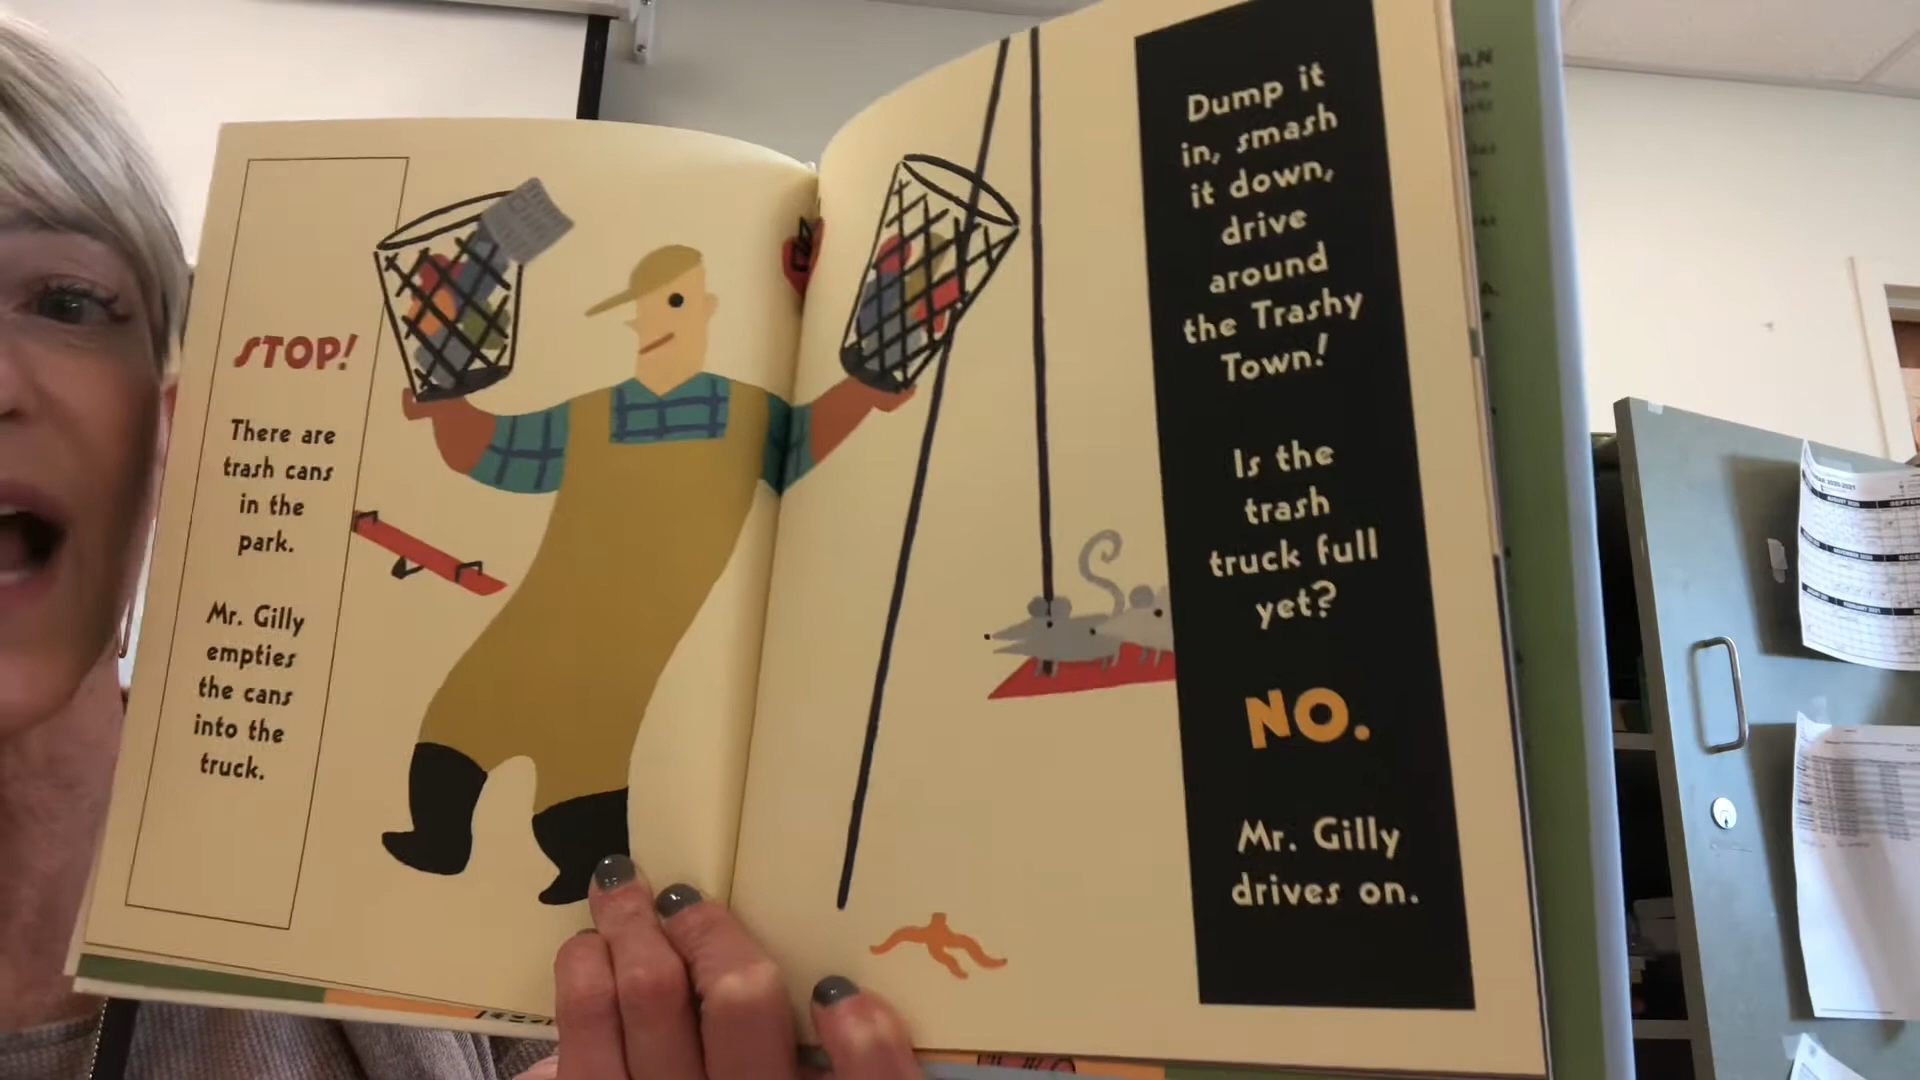 STOP!
There are
trash cans
in the
park.
Mr. Gilly
empties
the cans
into the
truck.
Dump it
in, smash
it down,
drive
around
the Trashy
Town!
Is the
trash
truck full
yet?
NO.
Mr. Gilly
drives on.